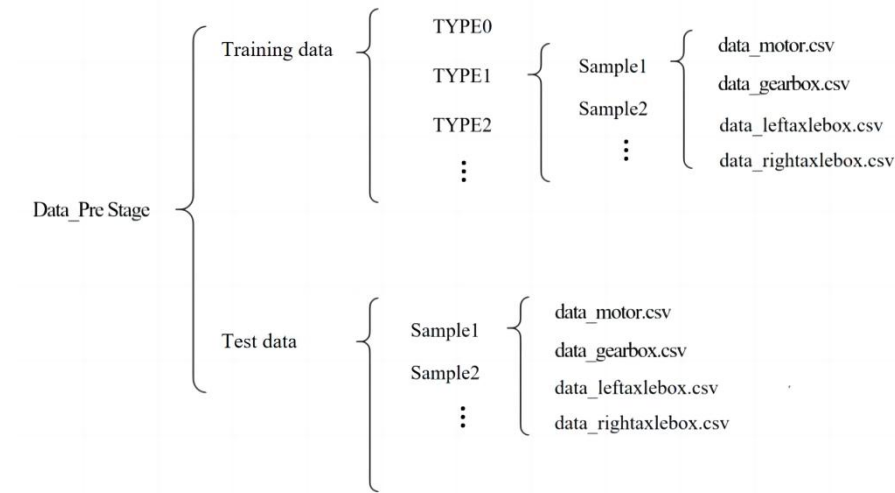 Data_Pre Stage
Training data
TYPE0
TYPE1
TYPE2
⋮
Sample1
Sample2
⋮
data_motor.csv
data_gearbox.csv
data_leftaxlebox.csv
data_rightaxlebox.csv
Test data
Sample1
Sample2
⋮
data_motor.csv
data_gearbox.csv
data_leftaxlebox.csv
data_rightaxlebox.csv